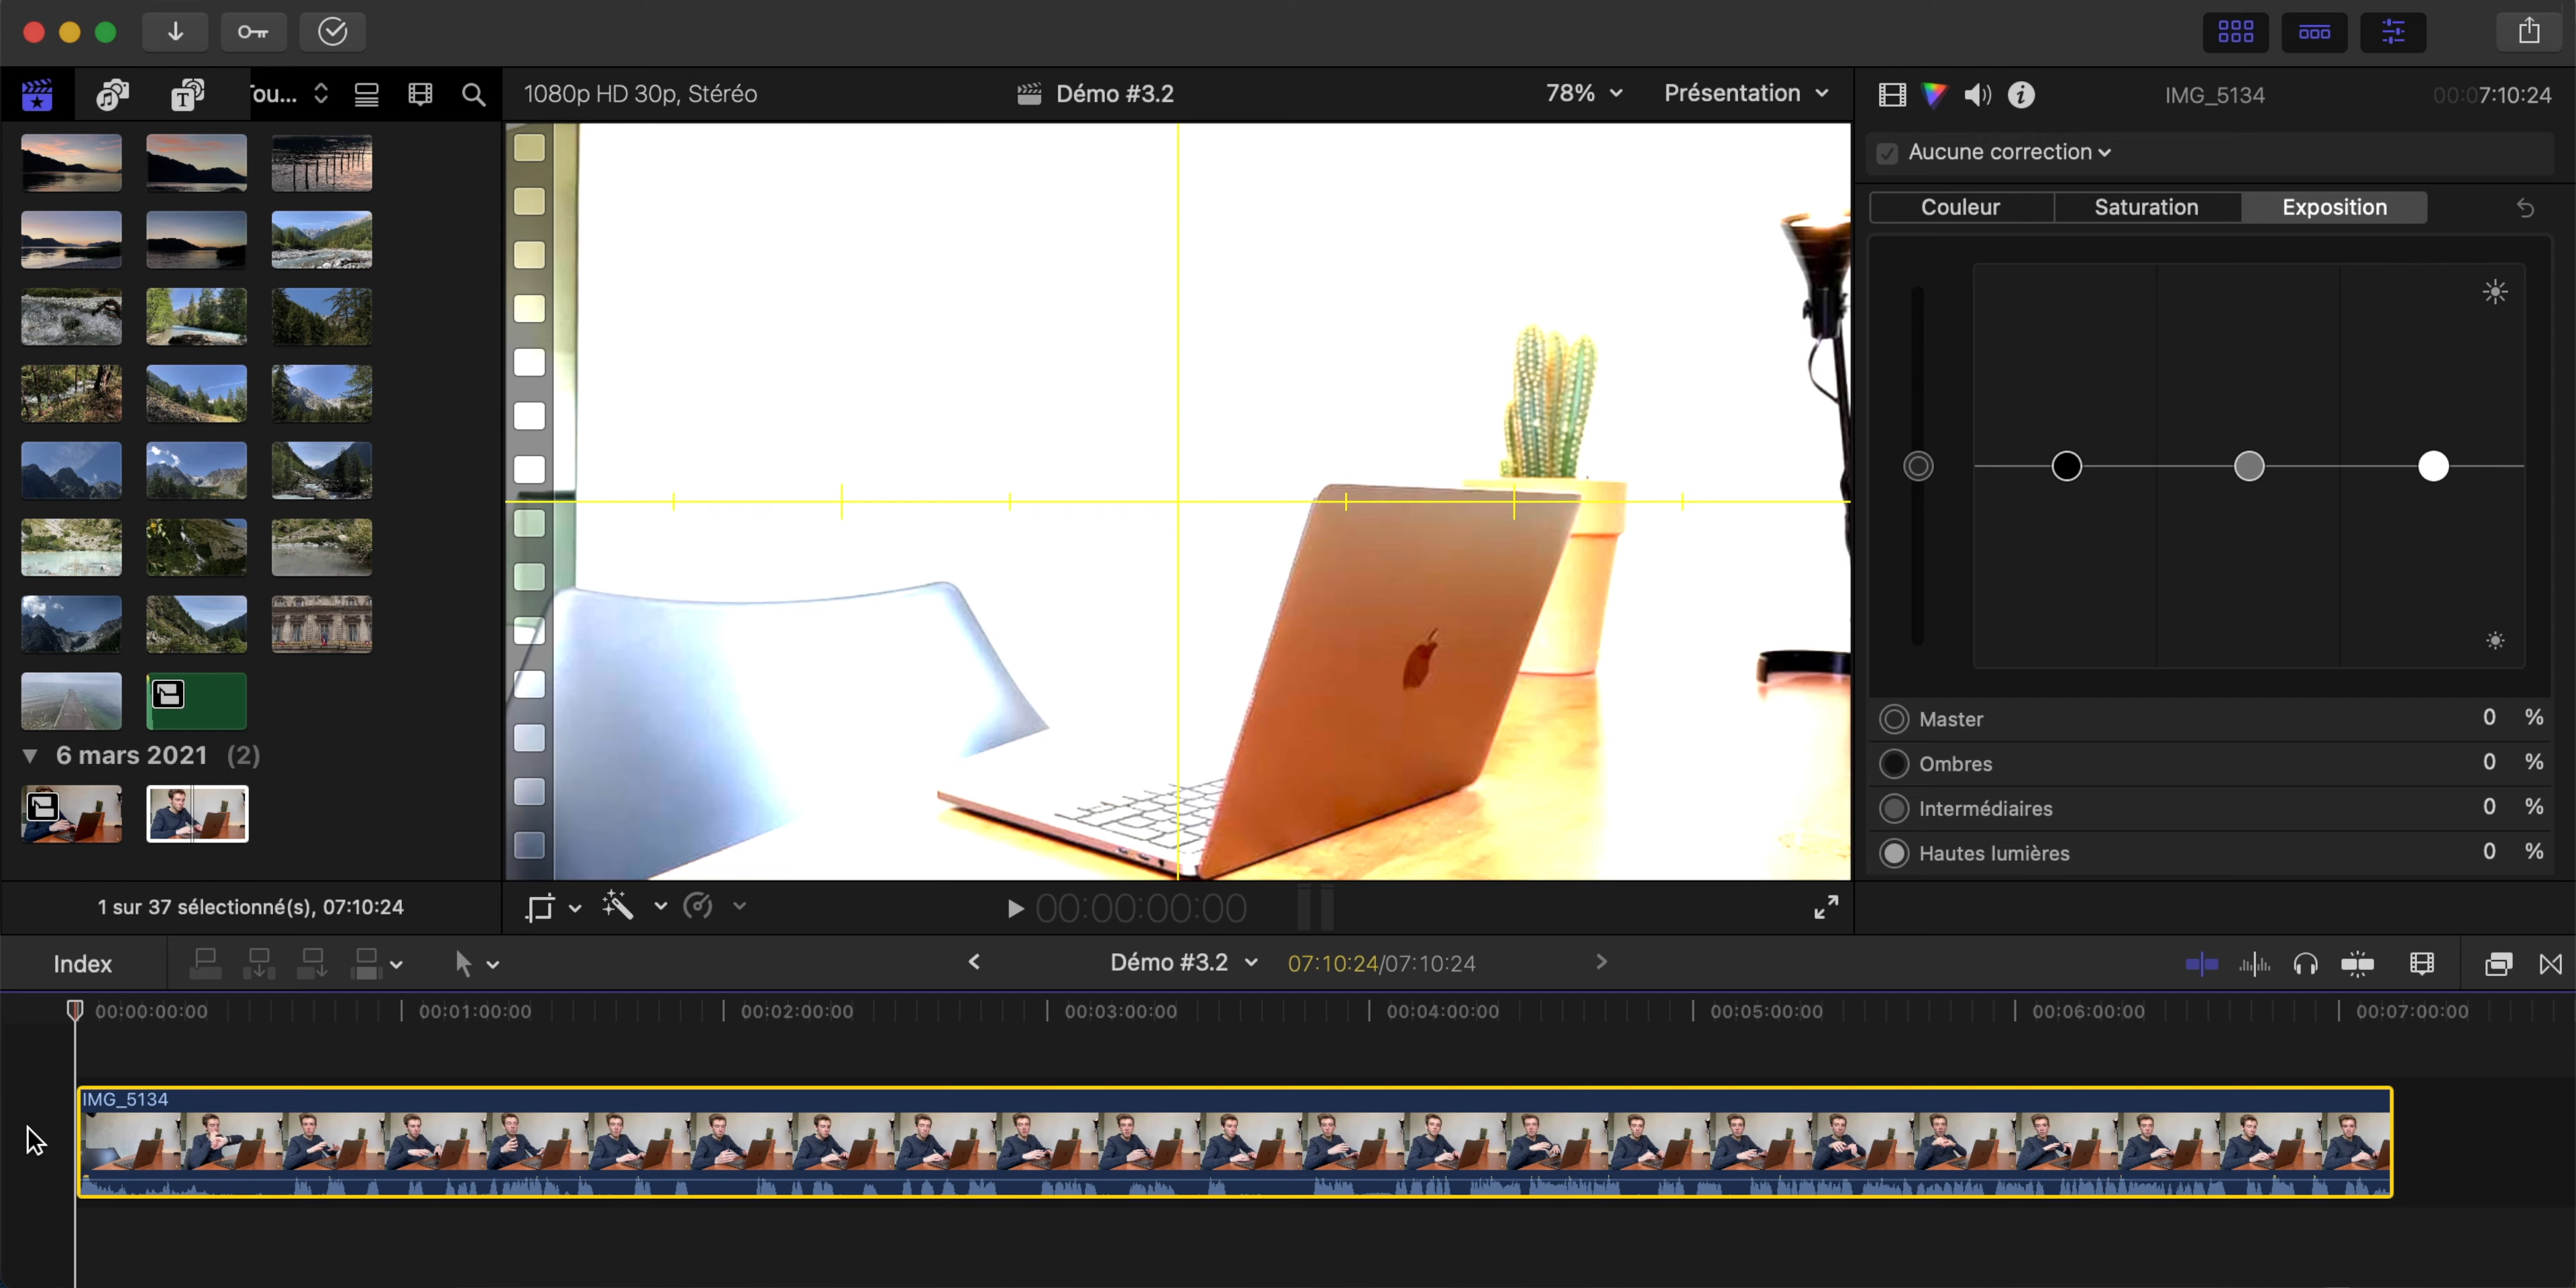 ou...
1080p HD 30p, Stéréo
Démo #3.2
78%
Présentation
IMG_5134
00:07:10:24
Aucune correction
Couleur
Saturation
Exposition
Master 0 %
Ombres 0 %
Intermédiaires 0 %
Hautes lumières 0 %
6 mars 2021 (2)
1 sur 37 sélectionné(s), 07:10:24
00:00:00:00
Index
Démo #3.2
07:10:24/07:10:24
00:00:00:00
00:01:00:00
00:02:00:00
00:03:00:00
00:04:00:00
00:05:00:00
00:06:00:00
00:07:00:00
IMG_5134